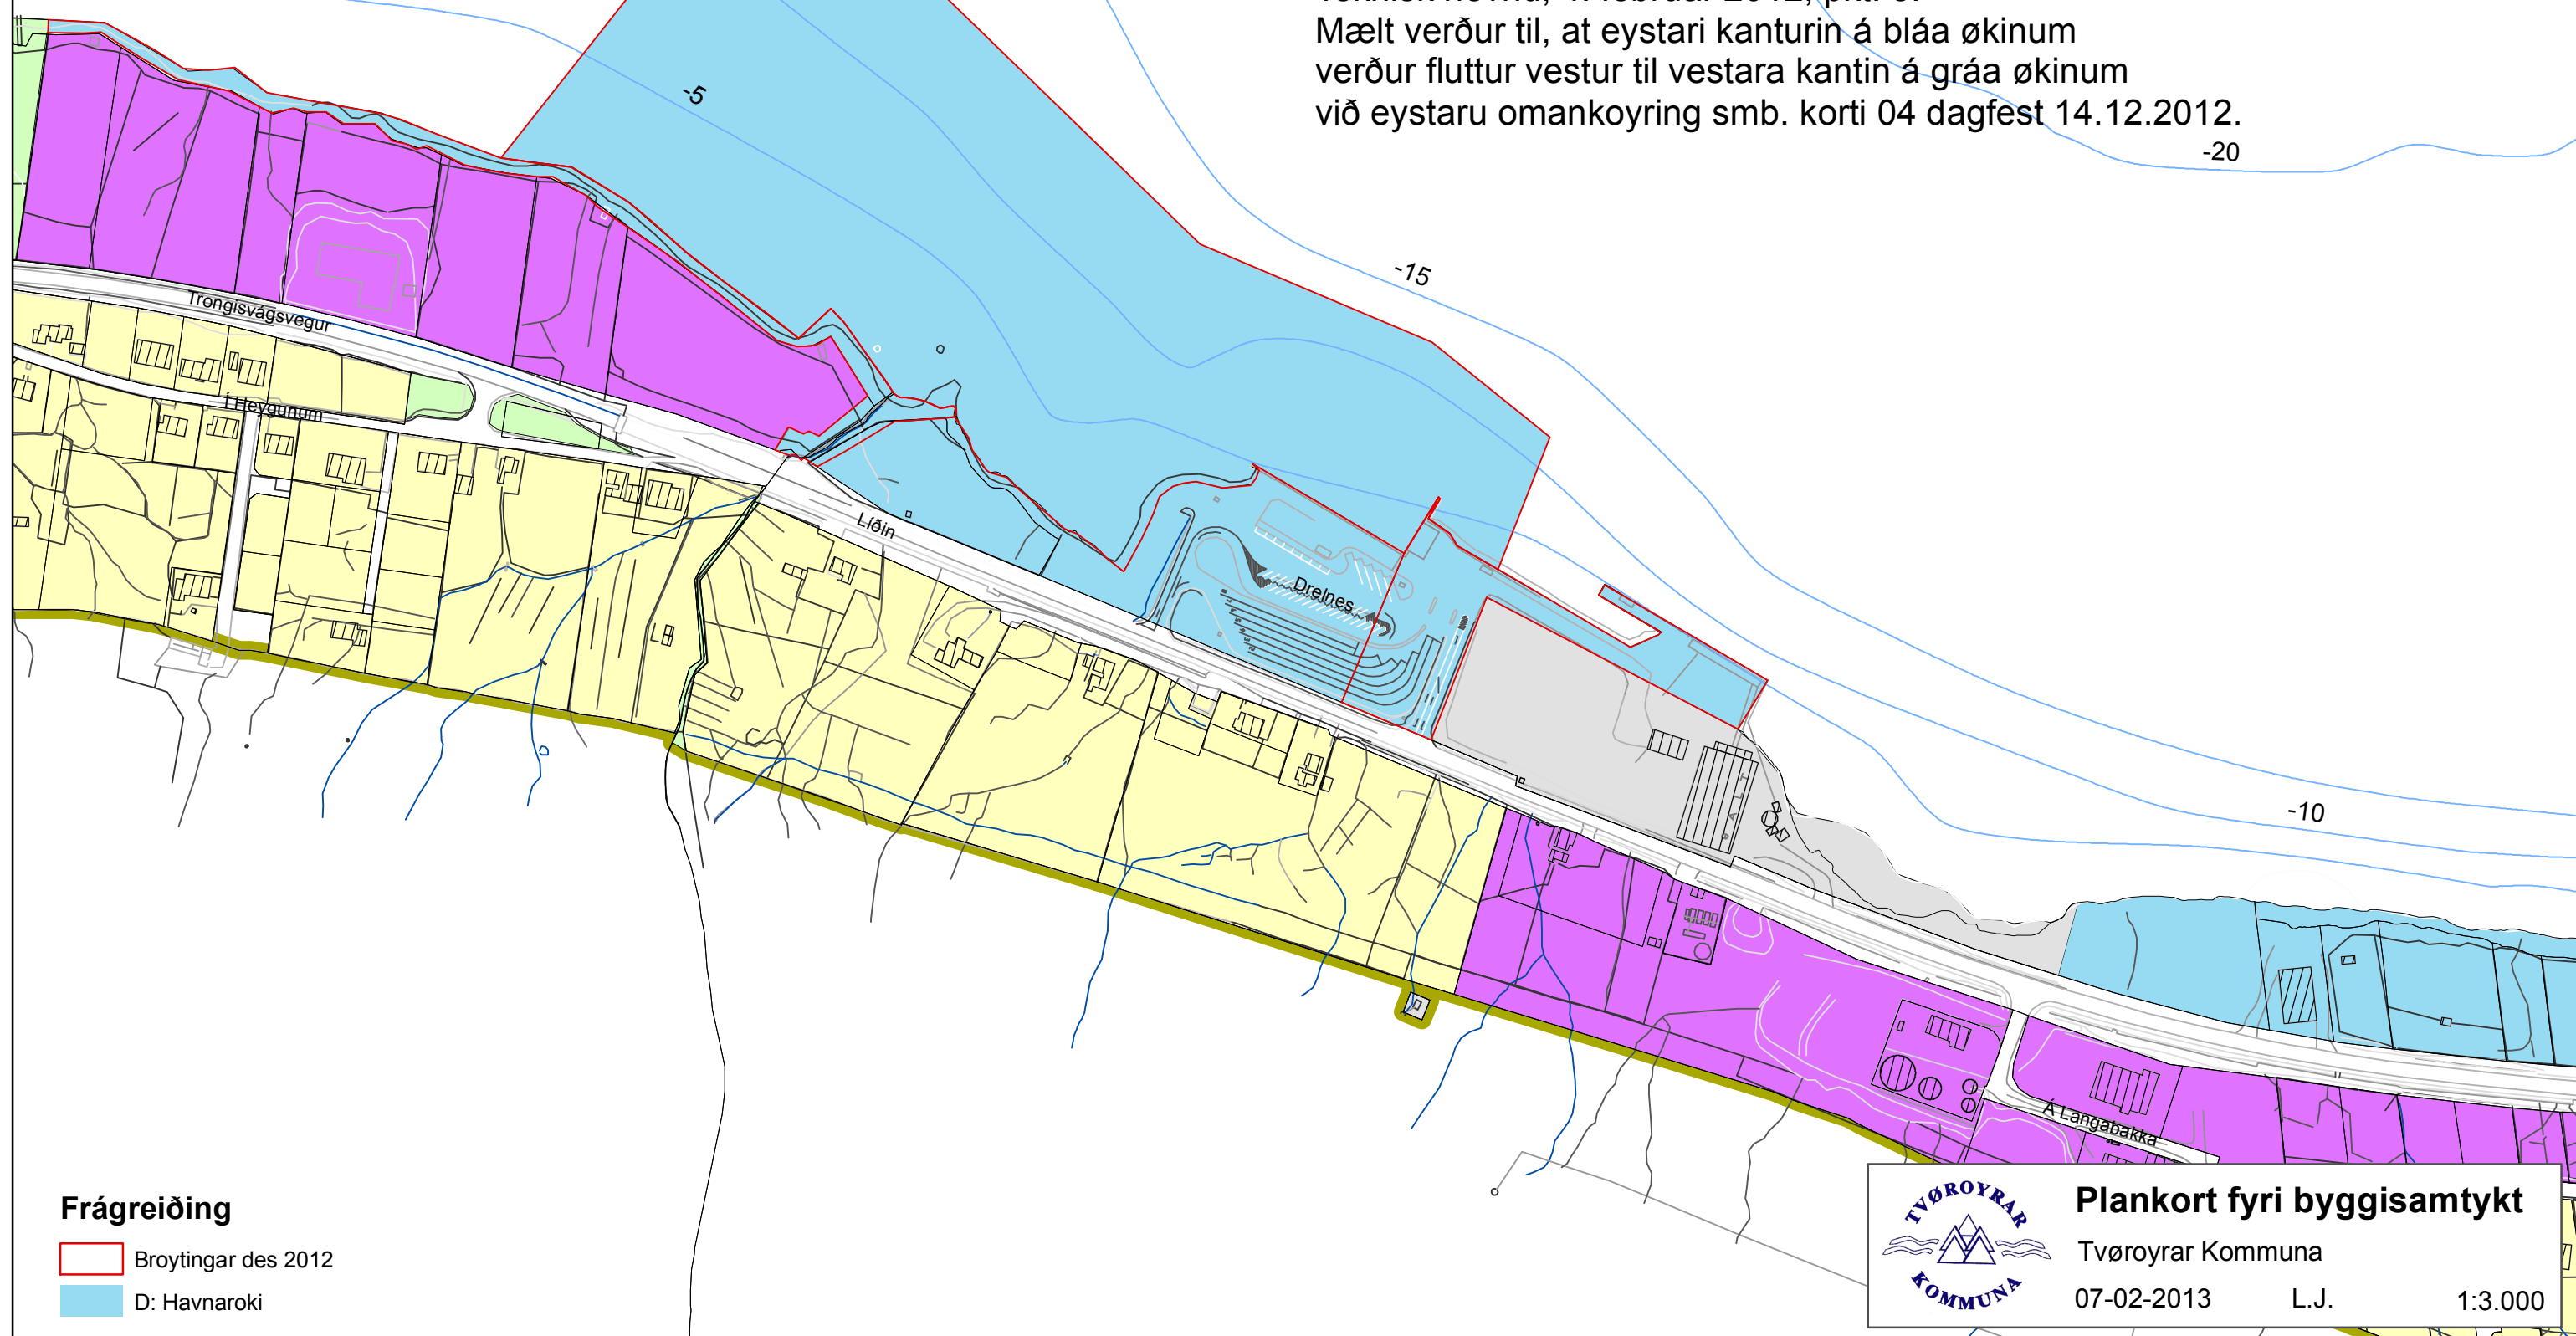 Mælt verður til, at eystari kanturin á bláa økinum
verður fluttur vestur til vestara kantin á gráa økinum
við eystaru omankoyring smb. korti 04 dagfest 14.12.2012.
-5
-20
-15
Trongisvágsvegur
Í Heygunum
Líðin
Drelnes
-10
Á Langabakka
Frágreiðing
Broytingar des 2012
D: Havnaroki
TVØROYRAR
KOMMUNA
Plankort fyri byggisamtykt
Tvøroyrar Kommuna
07-02-2013 L.J. 1:3.000